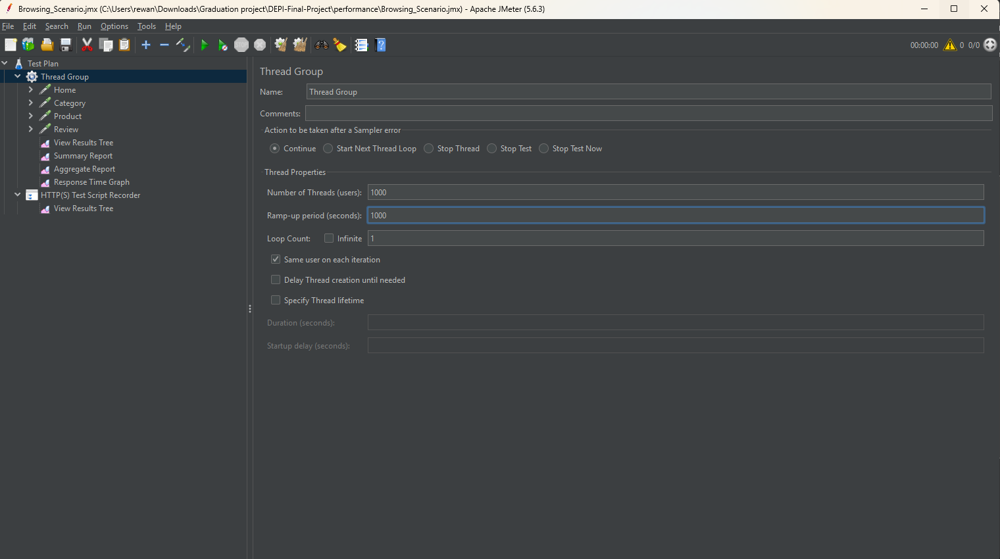 Browsing_Scenario.jmx (C:\Users\rewan\Downloads\Graduation project\DEPI-Final-Project\performance\Browsing_Scenario.jmx) - Apache JMeter (5.6.3)
File Edit Search Run Options Tools Help
STOP
00:00:00 0 0/0
Test Plan
Thread Group
Home
Category
Product
Review
View Results Tree
Summary Report
Aggregate Report
Response Time Graph
HTTP(S) Test Script Recorder
View Results Tree
Thread Group
Name: Thread Group
Comments:
Action to be taken after a Sampler error
Continue Start Next Thread Loop Stop Thread Stop Test Stop Test Now
Thread Properties
Number of Threads (users): 1000
Ramp-up period (seconds): 1000
Loop Count: Infinite 1
Same user on each iteration
Delay Thread creation until needed
Specify Thread lifetime
Duration (seconds):
Startup delay (seconds):